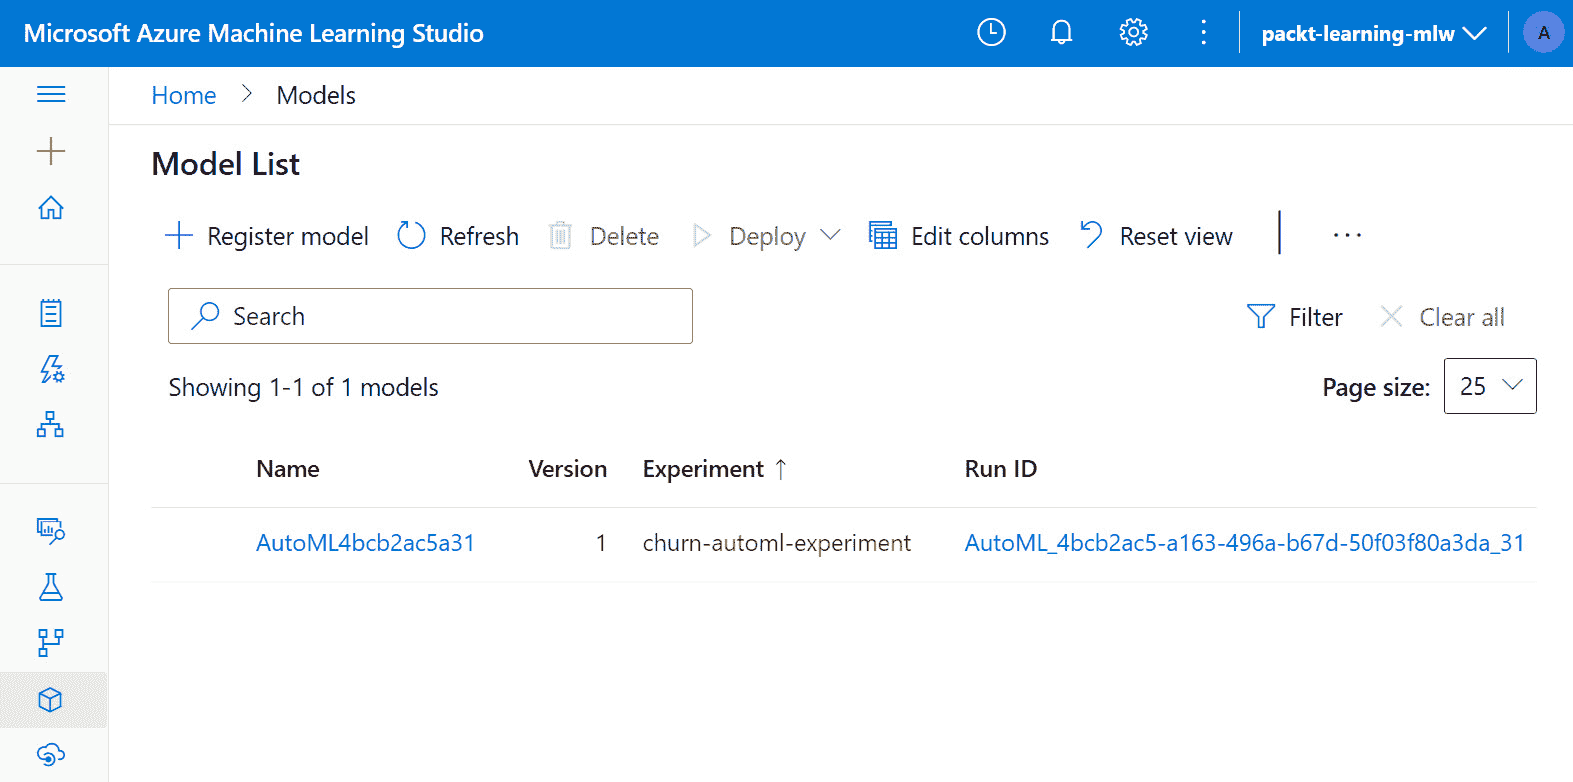 Microsoft Azure Machine Learning Studio
packt-learning-mlw
A
Home > Models
Model List
Register model Refresh Delete Deploy Edit columns Reset view ...
Search
Filter Clear all
Showing 1-1 of 1 models
Page size: 25
Name Version Experiment ↑ Run ID
AutoML4bcb2ac5a31 1 churn-automl-experiment AutoML_4bcb2ac5-a163-496a-b67d-50f03f80a3da_31